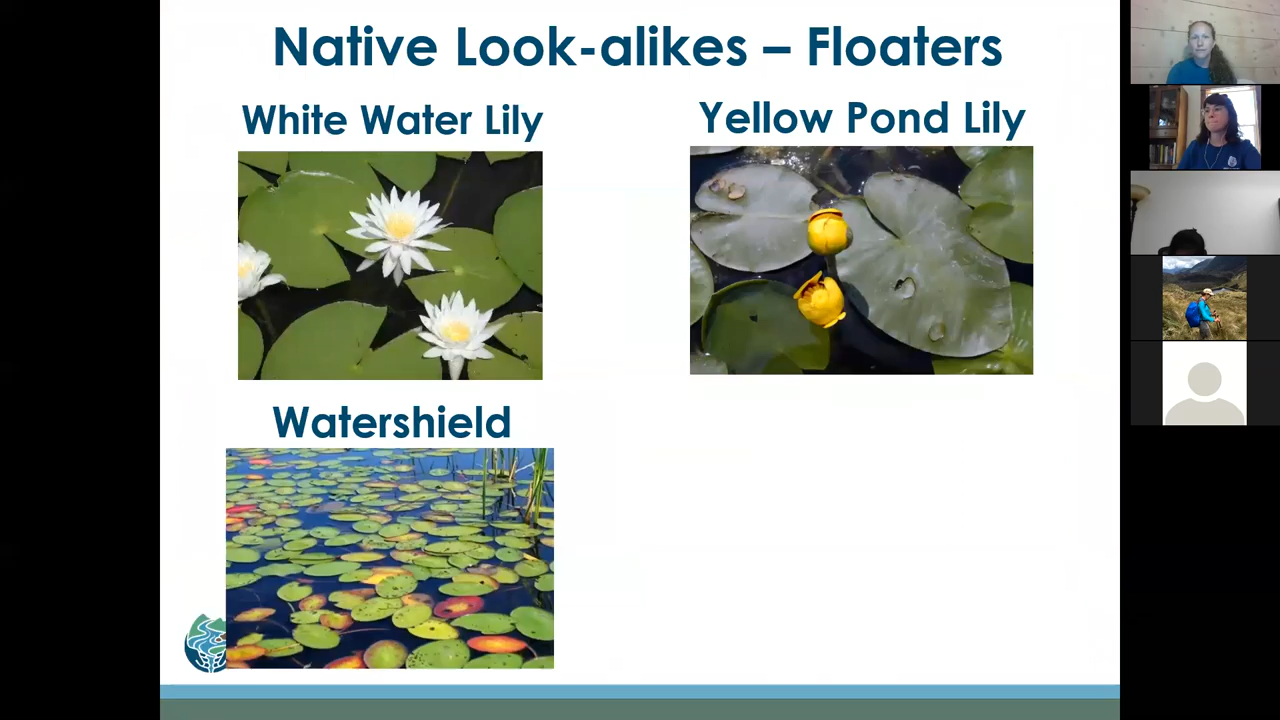 Native Look-alikes – Floaters
White Water Lily
Yellow Pond Lily
Watershield